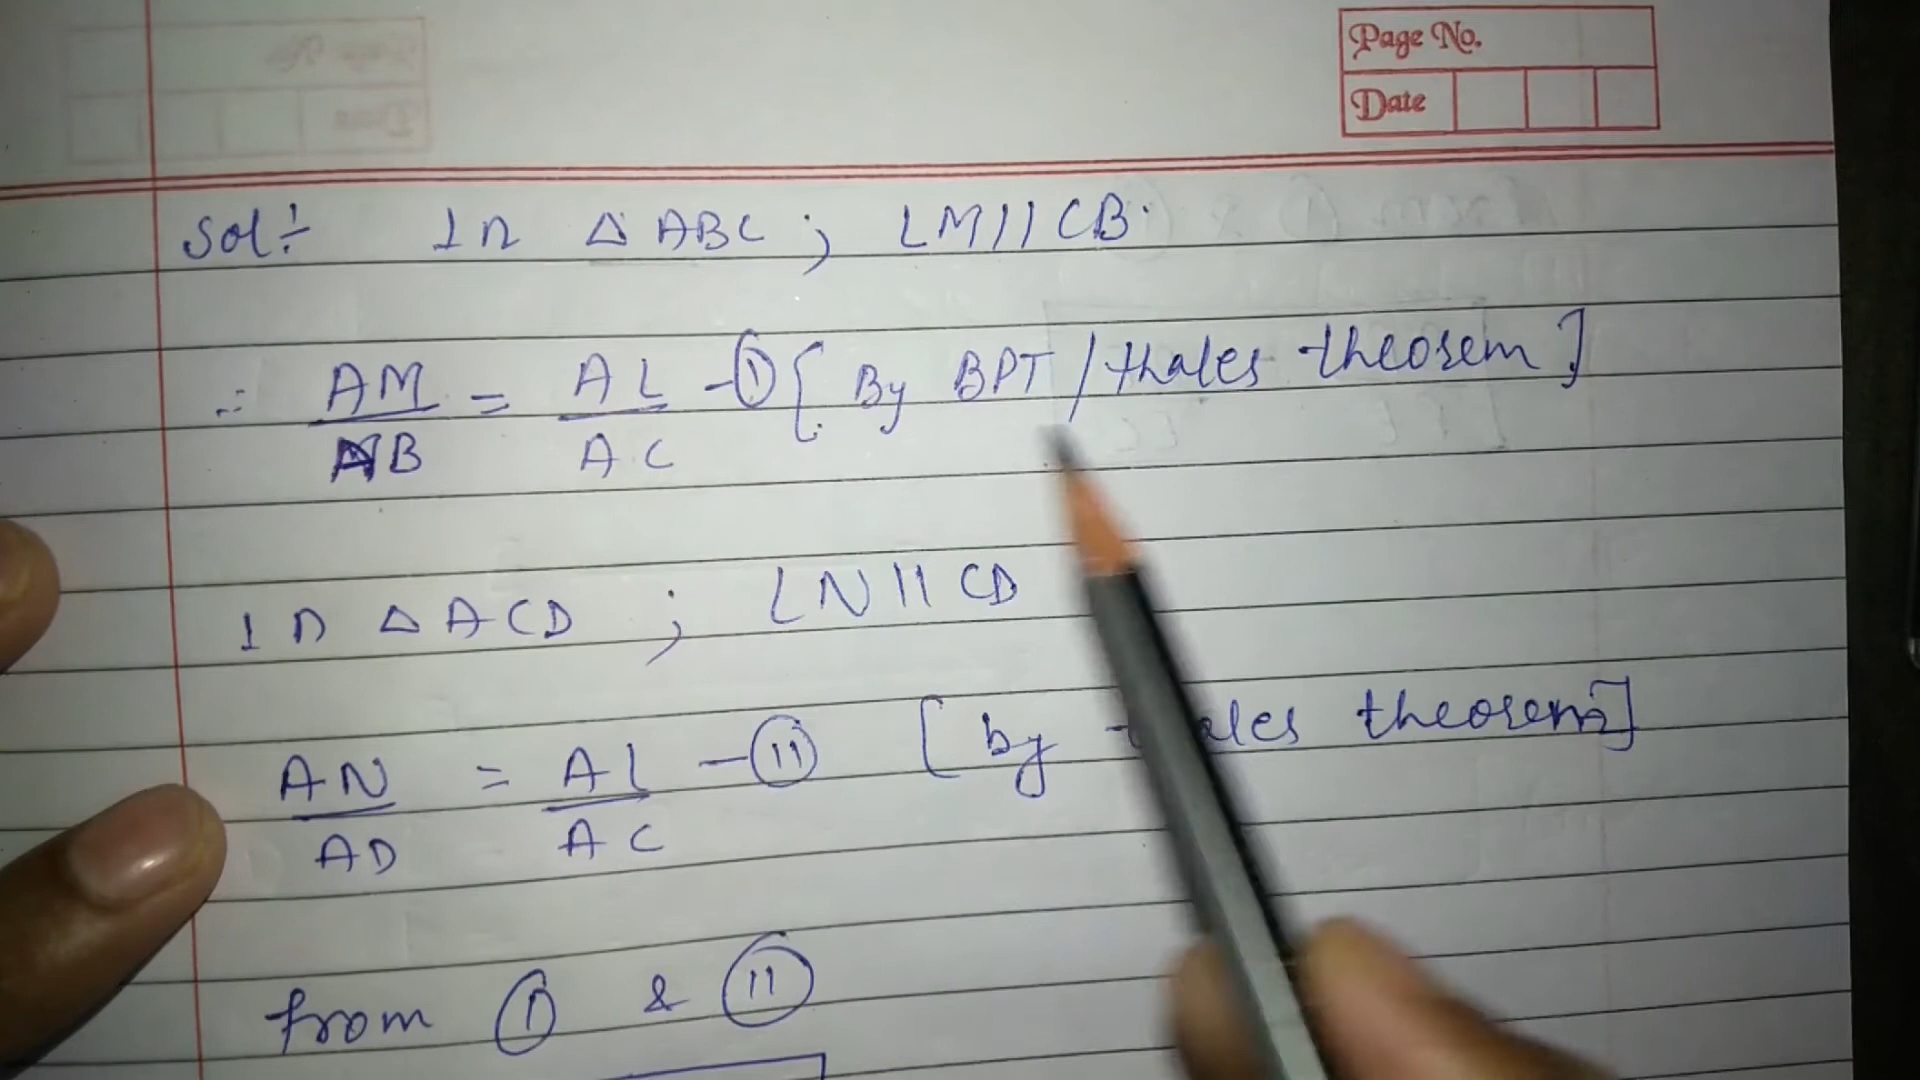 Page No.
Date
Sol:- In △ ABC ; LM || CB.
∴ AM/AB = AL/AC - ① [ By BPT / thales theorem ]
In △ ACD ; LN || CD
AN/AD = AL/AC - ⑪ [ by theorem ]
from ① & ⑪